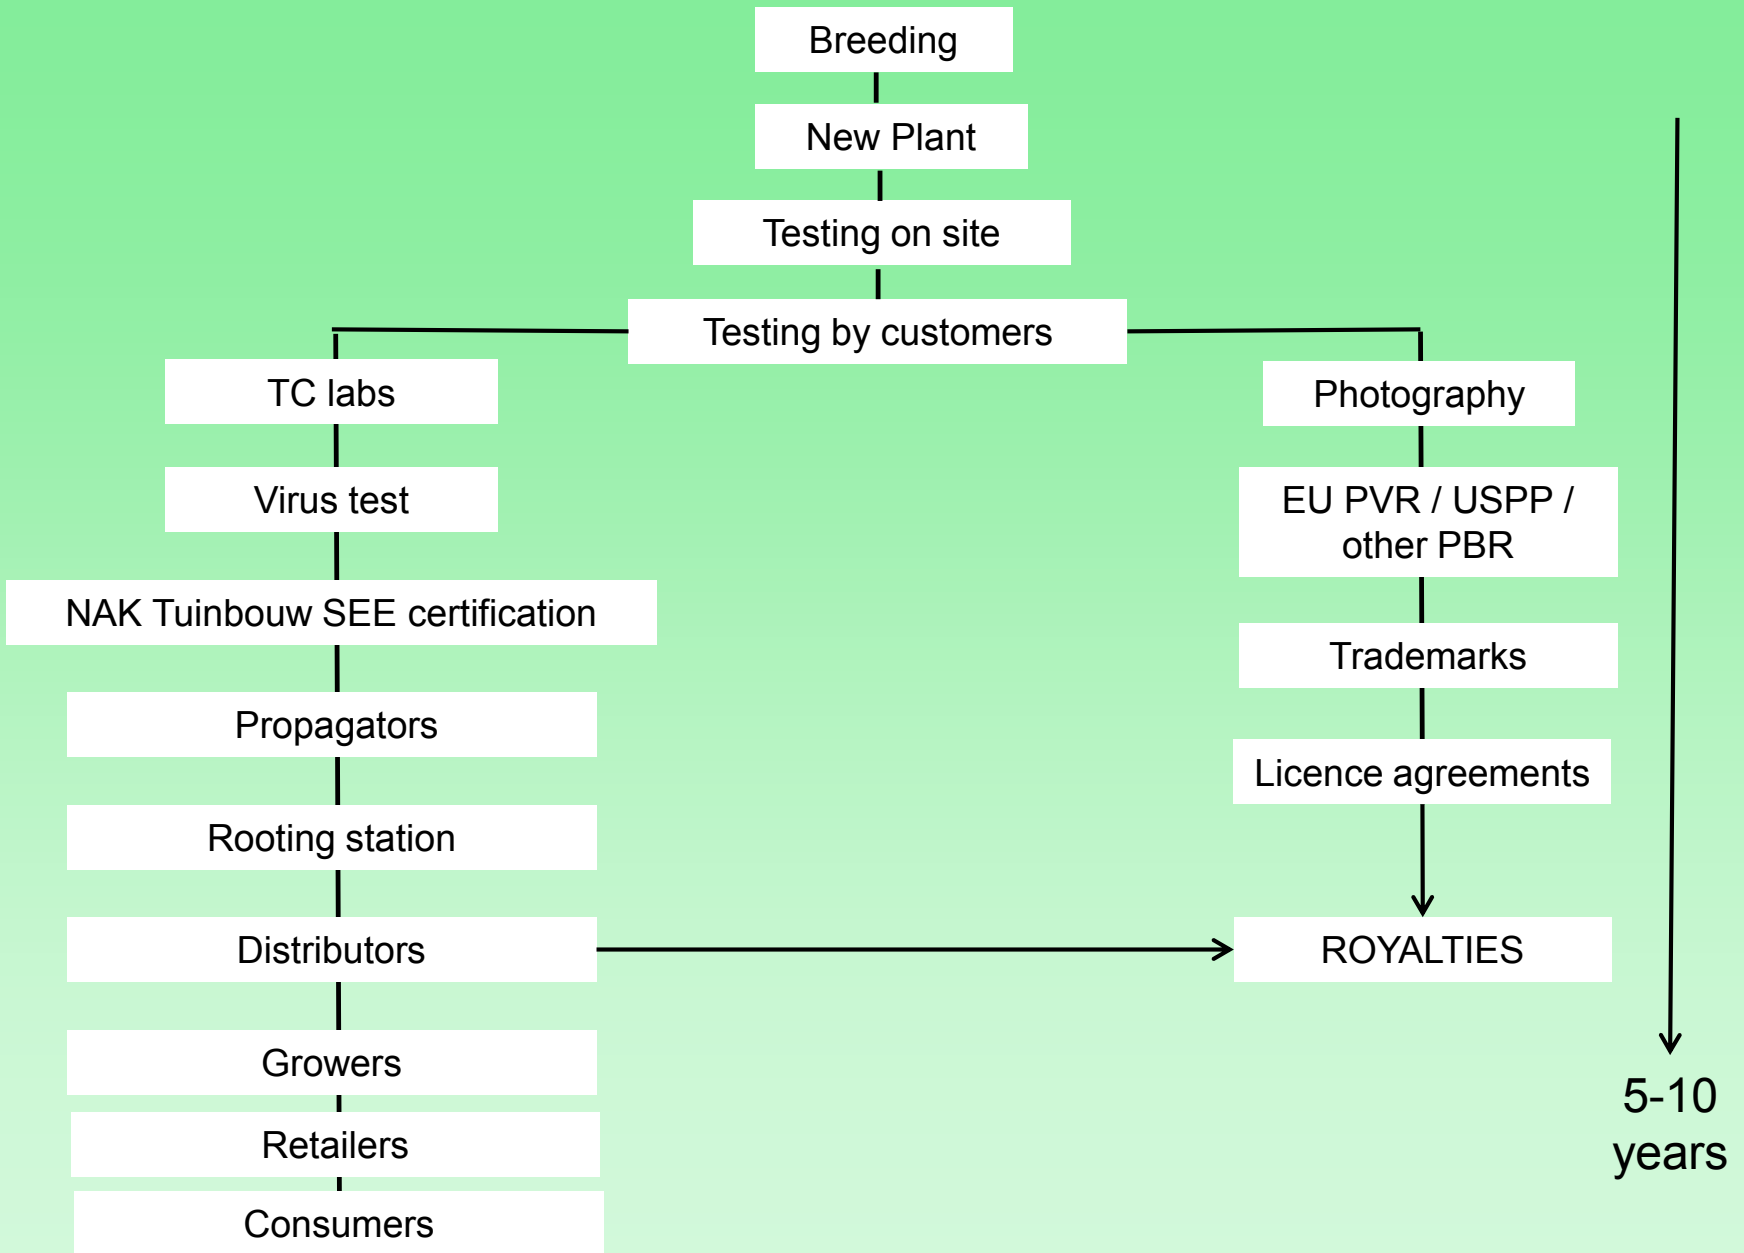 Breeding
New Plant
Testing on site
Testing by customers
TC labs
Virus test
NAK Tuinbouw SEE certification
Propagators
Rooting station
Distributors
Growers
Retailers
Consumers
Photography
EU PVR / USPP /
other PBR
Trademarks
Licence agreements
ROYALTIES
5-10
years